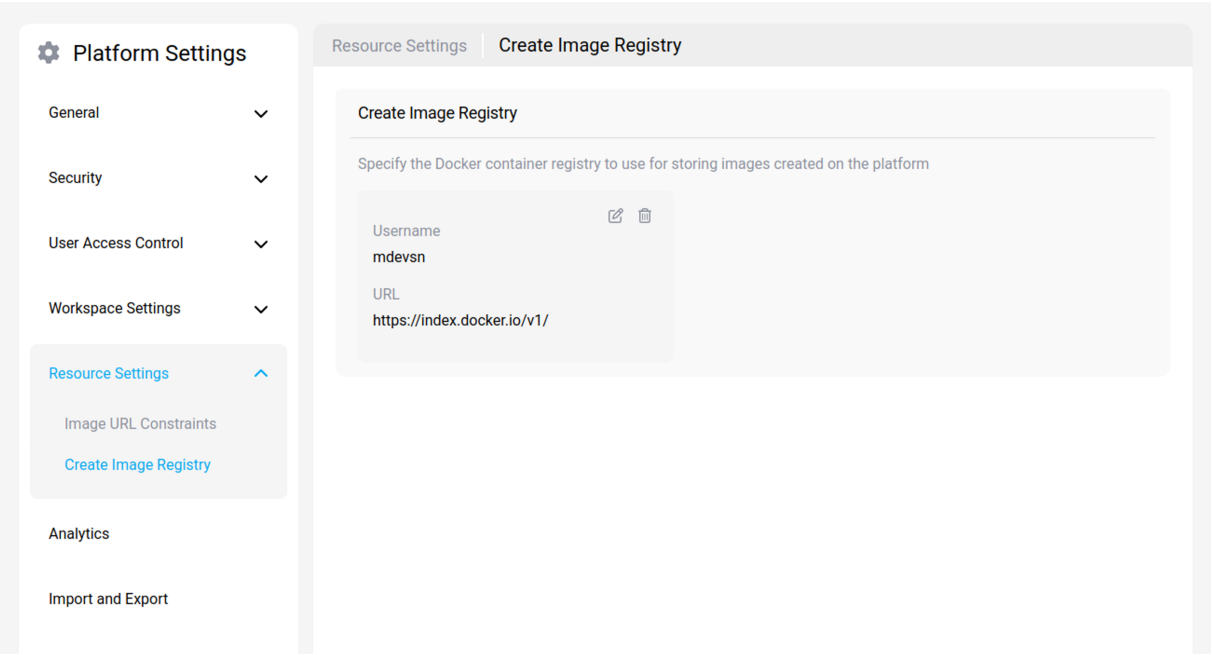 Platform Settings
General
Security
User Access Control
Workspace Settings
Resource Settings
Image URL Constraints
Create Image Registry
Analytics
Import and Export
Resource Settings
Create Image Registry
Create Image Registry
Specify the Docker container registry to use for storing images created on the platform
Username
mdevsn
URL
https://index.docker.io/v1/